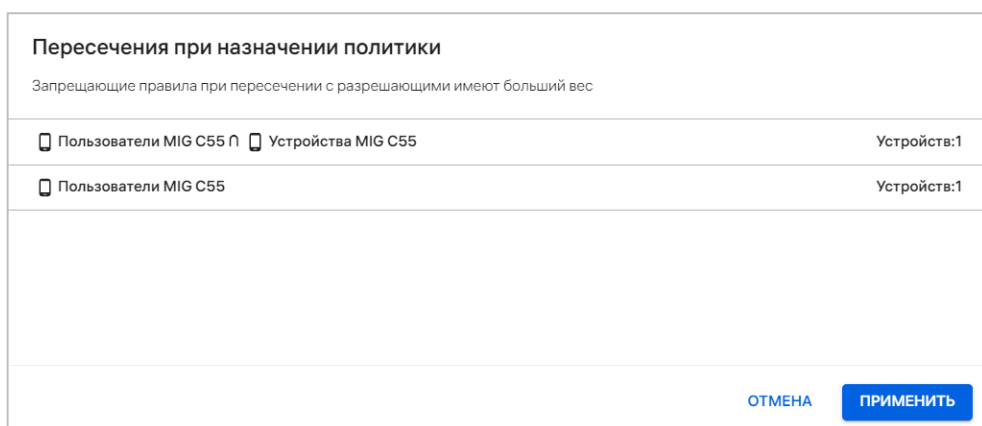 Пересечения при назначении политики
Запрещающие правила при пересечении с разрешающими имеют больший вес
Пользователи MIG C55 ∩ Устройства MIG C55 Устройств:1
Пользователи MIG C55 Устройств:1
ОТМЕНА ПРИМЕНИТЬ